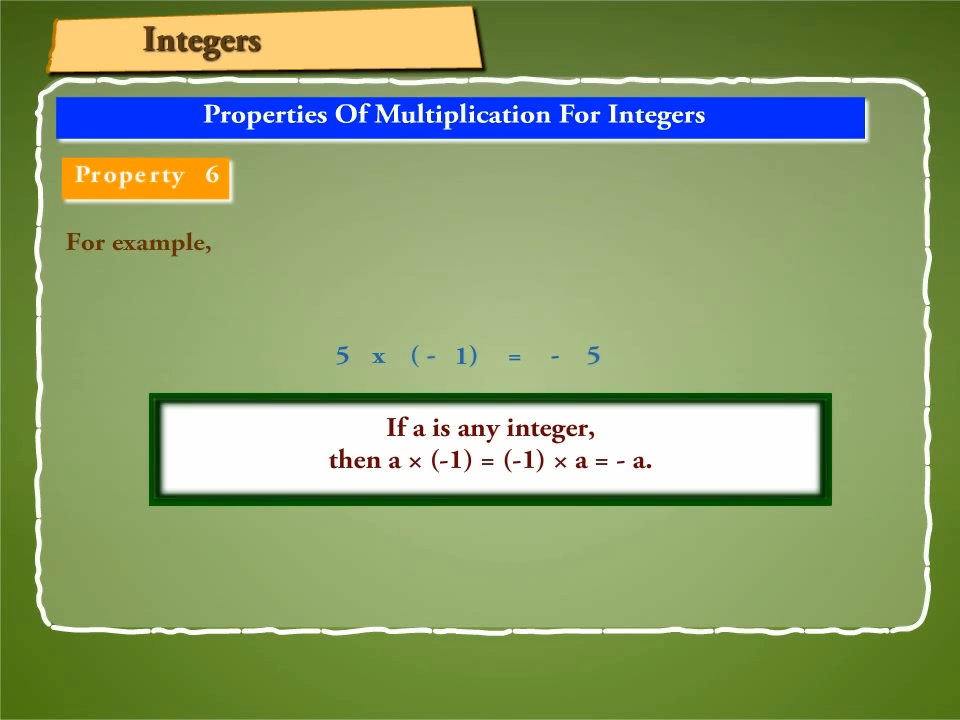 Integers
Properties Of Multiplication For Integers
Property 6
For example,
5 x (- 1) = - 5
If a is any integer,
then a × (-1) = (-1) × a = - a.